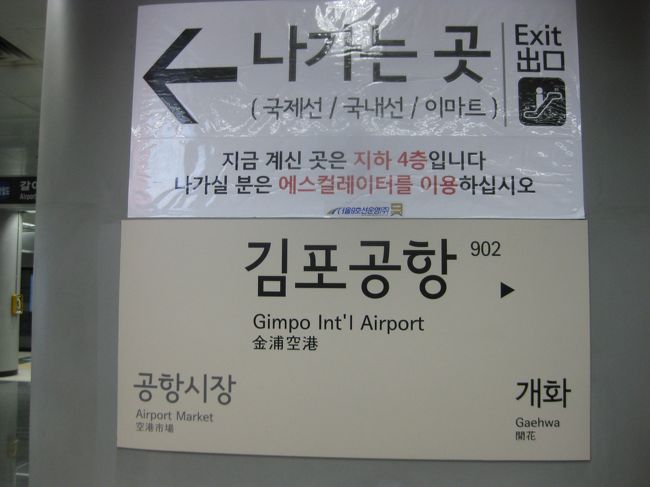 나가는 곳
Exit
出口
( 국제선 / 국내선 / 이마트 )
지금 계신 곳은 지하 4층입니다
나가실 분은 에스컬레이터를 이용하십시오
김포공항 902
Gimpo Int'l Airport
金浦空港
공항시장
Airport Market
空港市場
개화
Gaehwa
開花